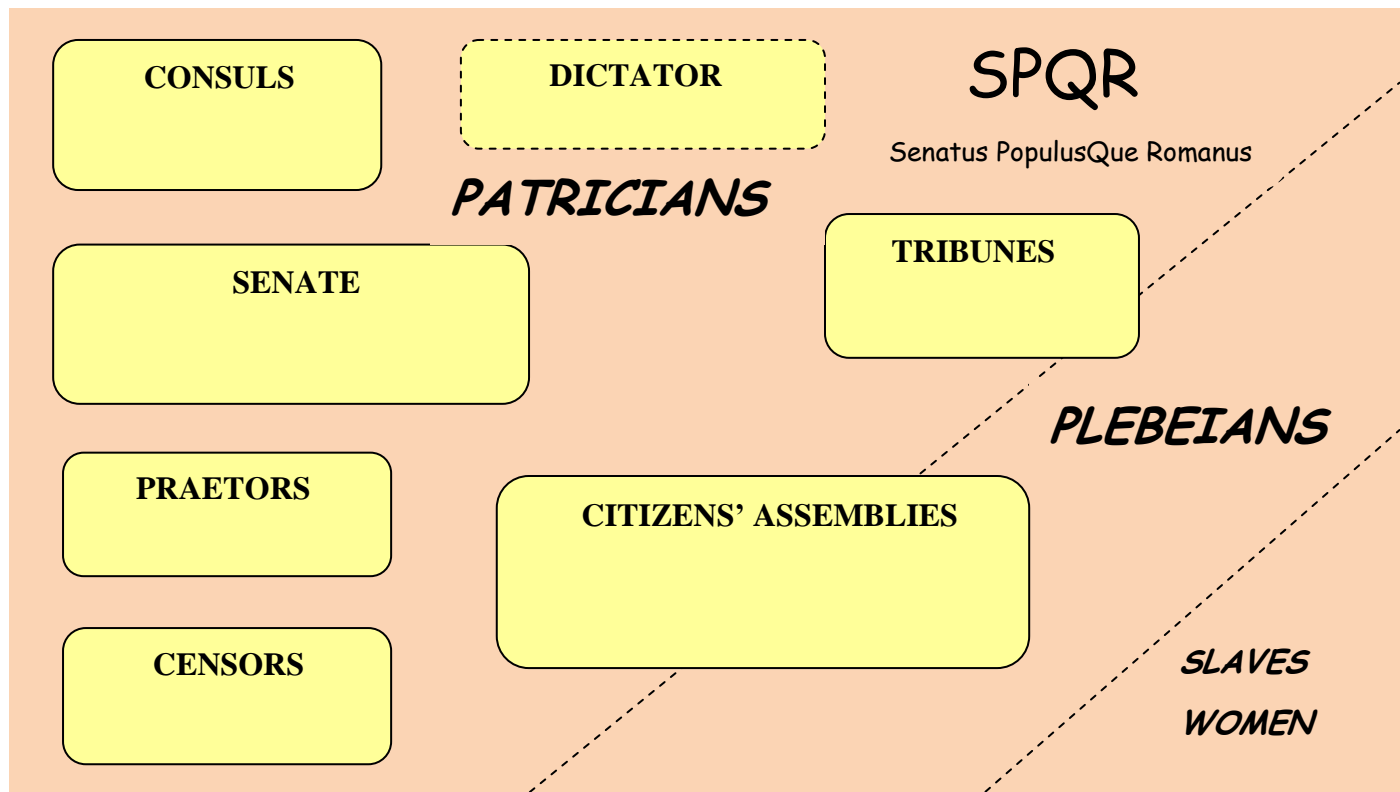 CONSULS
DICTATOR
SPQR
Senatus PopulusQue Romanus
PATRICIANS
TRIBUNES
SENATE
PLEBEIANS
PRAETORS
CITIZENS’ ASSEMBLIES
CENSORS
SLAVES
WOMEN